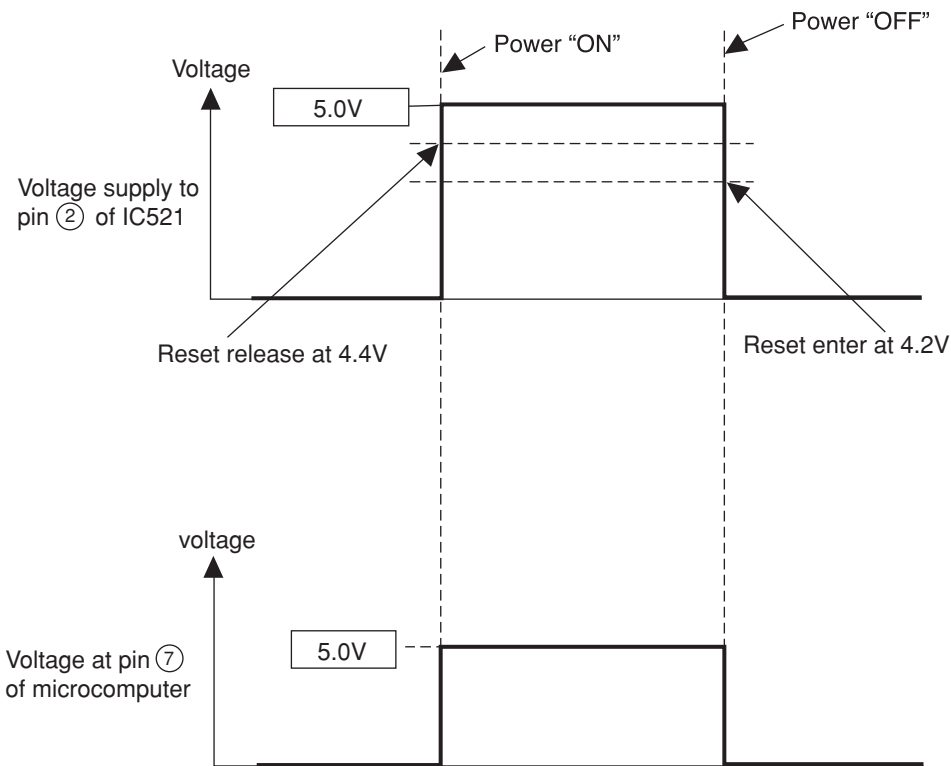 Power “ON”
Power “OFF”
Voltage
5.0V
Voltage supply to
pin ② of IC521
Reset release at 4.4V
Reset enter at 4.2V
voltage
5.0V
Voltage at pin ⑦
of microcomputer